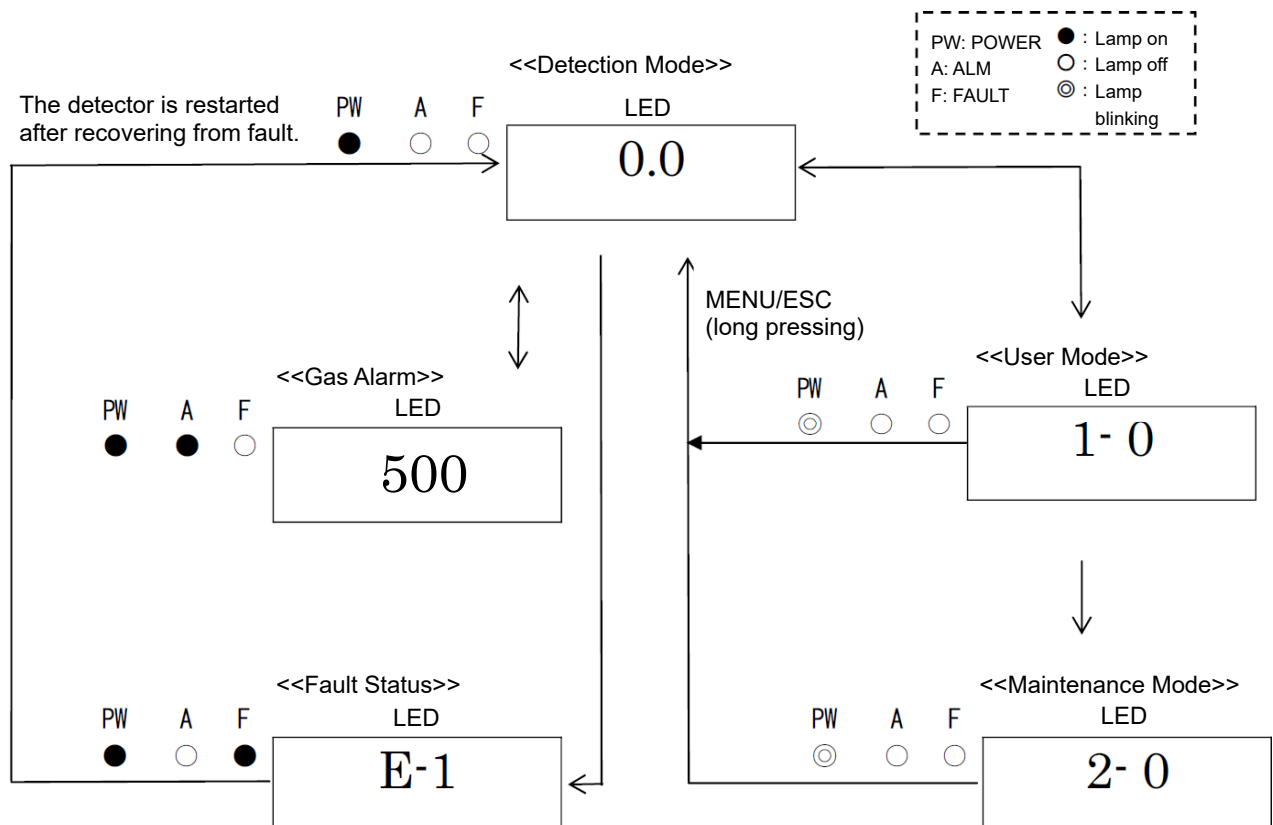 PW: POWER ● : Lamp on
A: ALM ○ : Lamp off
F: FAULT ◎ : Lamp
blinking
<<Detection Mode>>
LED
The detector is restarted
after recovering from fault.
PW A F
0.0
MENU/ESC
(long pressing)
<<User Mode>>
LED
PW A F
1- 0
<<Gas Alarm>>
LED
PW A F
500
<<Fault Status>>
LED
PW A F
E-1
<<Maintenance Mode>>
LED
PW A F
2- 0